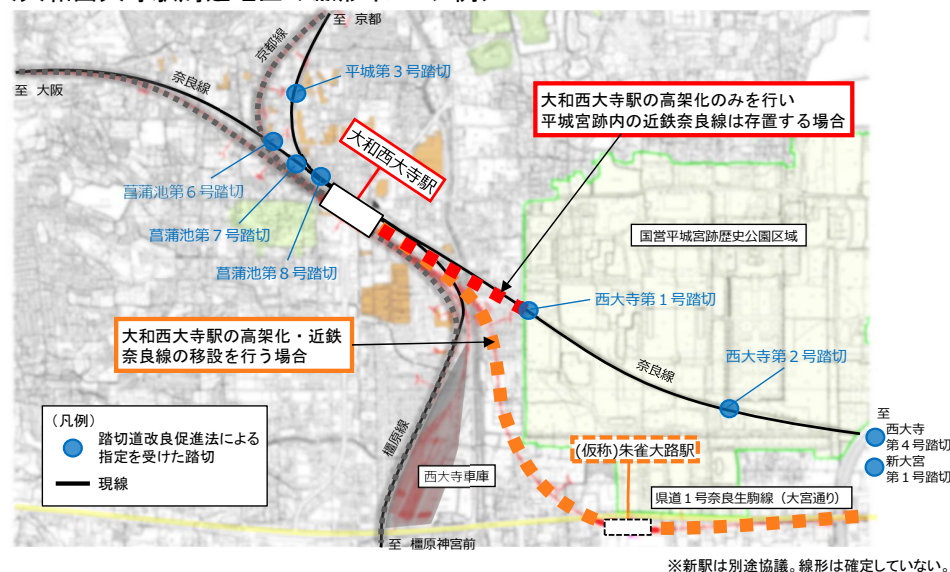 至 京都
京都線
平城第3号踏切
奈良線
至 大阪
大和西大寺駅の高架化のみを行い
平城宮跡内の近鉄奈良線は存置する場合
大和西大寺駅
菖蒲池第6号踏切
菖蒲池第7号踏切
菖蒲池第8号踏切
国営平城宮跡歴史公園区域
西大寺第1号踏切
大和西大寺駅の高架化・近鉄
奈良線の移設を行う場合
西大寺第2号踏切
奈良線
至
西大寺
第4号踏切
新大宮
第1号踏切
(凡例)
踏切道改良促進法による
指定を受けた踏切
現線
橿原線
西大寺車庫
(仮称)朱雀大路駅
県道1号奈良生駒線(大宮通り)
至 橿原神宮前
※新駅は別途協議。線形は確定していない。